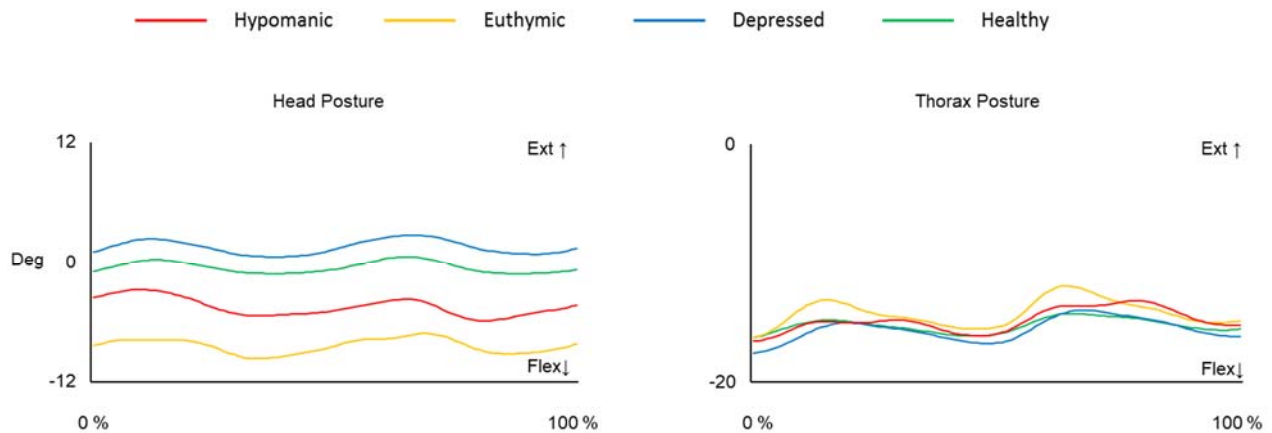 Hypomanic Euthymic Depressed Healthy
Head Posture Thorax Posture
12 Ext ↑ 0 Ext ↑
Deg 0
-12 Flex↓ -20 Flex↓
0 % 100 % 0 % 100 %